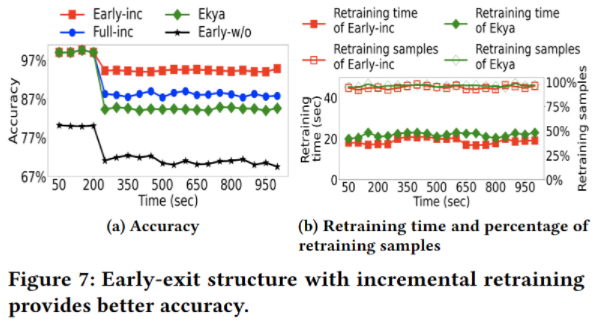 Early-inc
Ekya
Full-inc
Early-w/o
97%
87%
77%
67%
Accuracy
50 200 350 500 650 800 950
Time (sec)
(a) Accuracy
Retraining time of Early-inc
Retraining time of Ekya
Retraining samples of Early-inc
Retraining samples of Ekya
40
20
0
Retraining time (sec)
100%
75%
50%
25%
0%
Retraining samples
50 200 350 500 650 800 950
Time (sec)
(b) Retraining time and percentage of
retraining samples
Figure 7: Early-exit structure with incremental retraining
provides better accuracy.